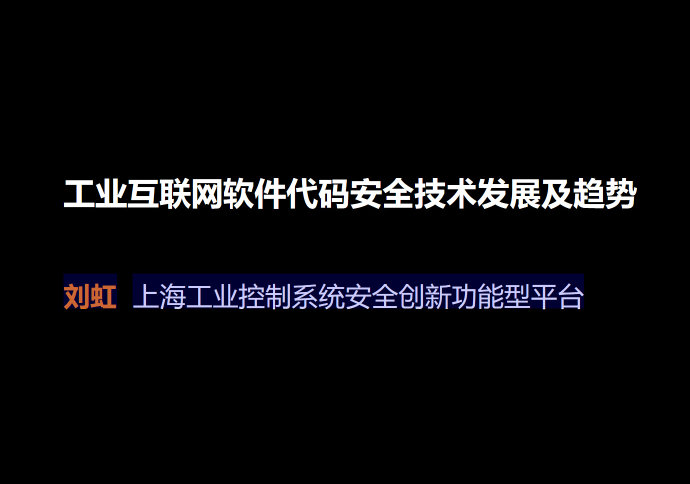 工业互联网软件代码安全技术发展及趋势
刘虹 上海工业控制系统安全创新功能型平台